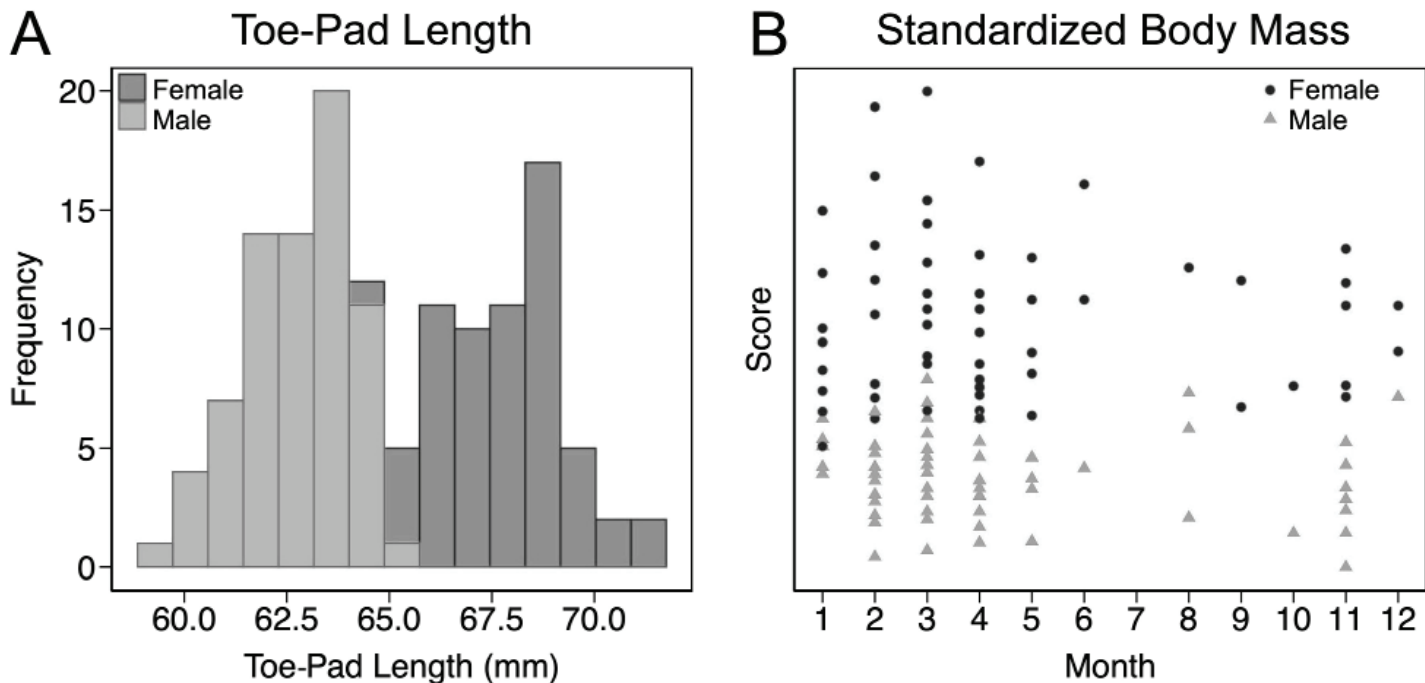 A
Toe-Pad Length
Female
Male
20
15
10
5
0
Frequency
60.0 62.5 65.0 67.5 70.0
Toe-Pad Length (mm)
B
Standardized Body Mass
Female
Male
Score
1 2 3 4 5 6 7 8 9 10 11 12
Month